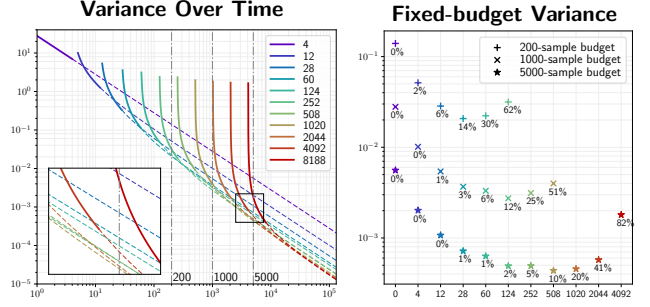 Variance Over Time
10^1
10^0
10^-1
10^-2
10^-3
10^-4
10^-5
10^0 10^1 10^2 10^3 10^4 10^5
200 1000 5000
4
12
28
60
124
252
508
1020
2044
4092
8188
Fixed-budget Variance
200-sample budget
1000-sample budget
5000-sample budget
10^-1
10^-2
10^-3
0 4 12 28 60 124 252 508 1020 2044 4092
0% 2% 6% 14% 30% 62%
0% 0% 1% 3% 6% 12% 25% 51%
0% 0% 0% 1% 1% 2% 5% 10% 20% 41% 82%